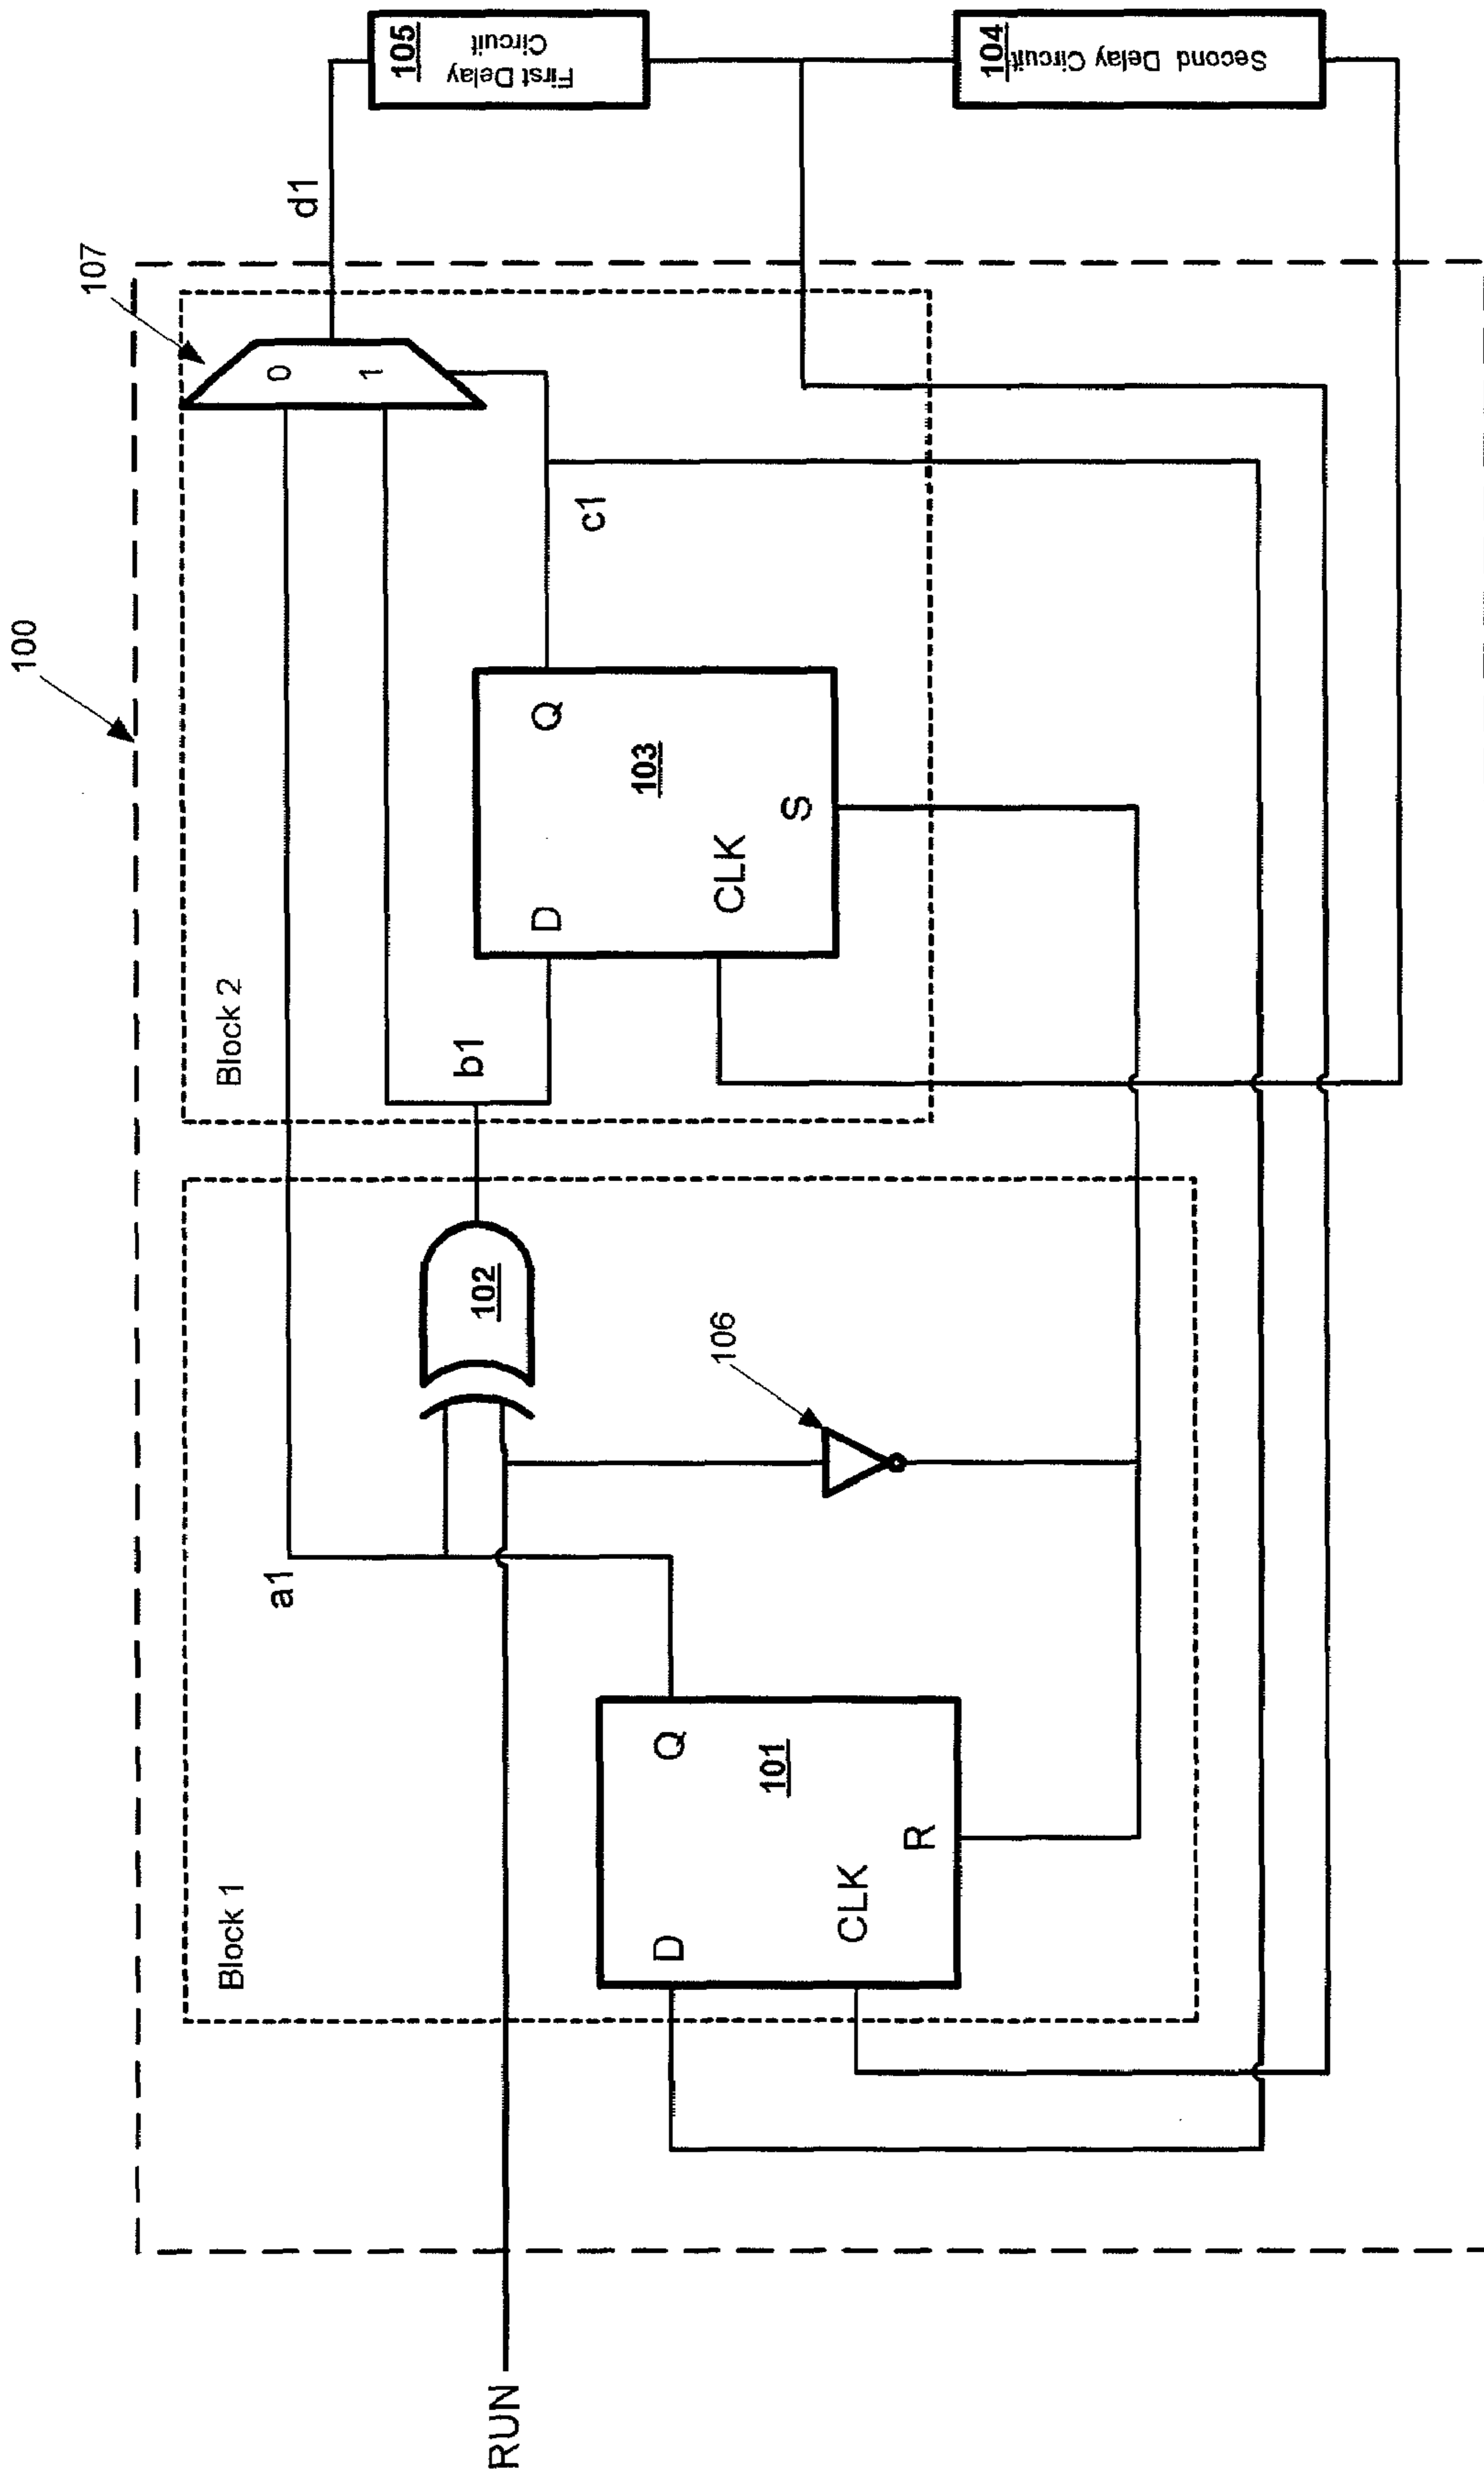 100
107
Block 2
0
1
d1
105
First Delay
Circuit
104
Second Delay Circuit
b1
D
Q
103
CLK
S
c1
Block 1
a1
102
106
D
Q
101
CLK
R
RUN